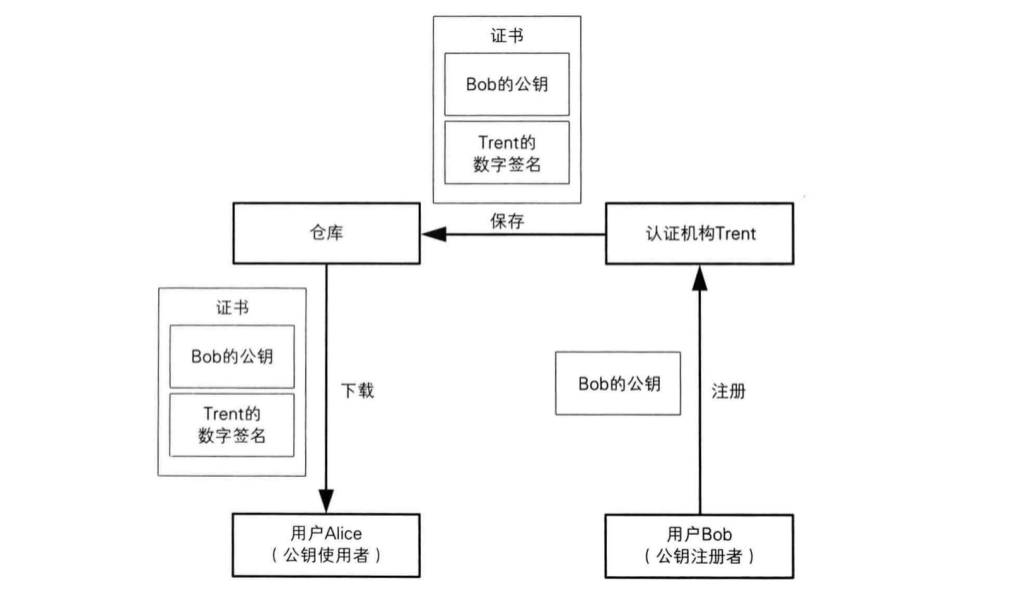 证书
Bob的公钥
Trent的
数字签名
保存
仓库
认证机构Trent
证书
Bob的公钥
Trent的
数字签名
下载
Bob的公钥
注册
用户Alice
（公钥使用者）
用户Bob
（公钥注册者）